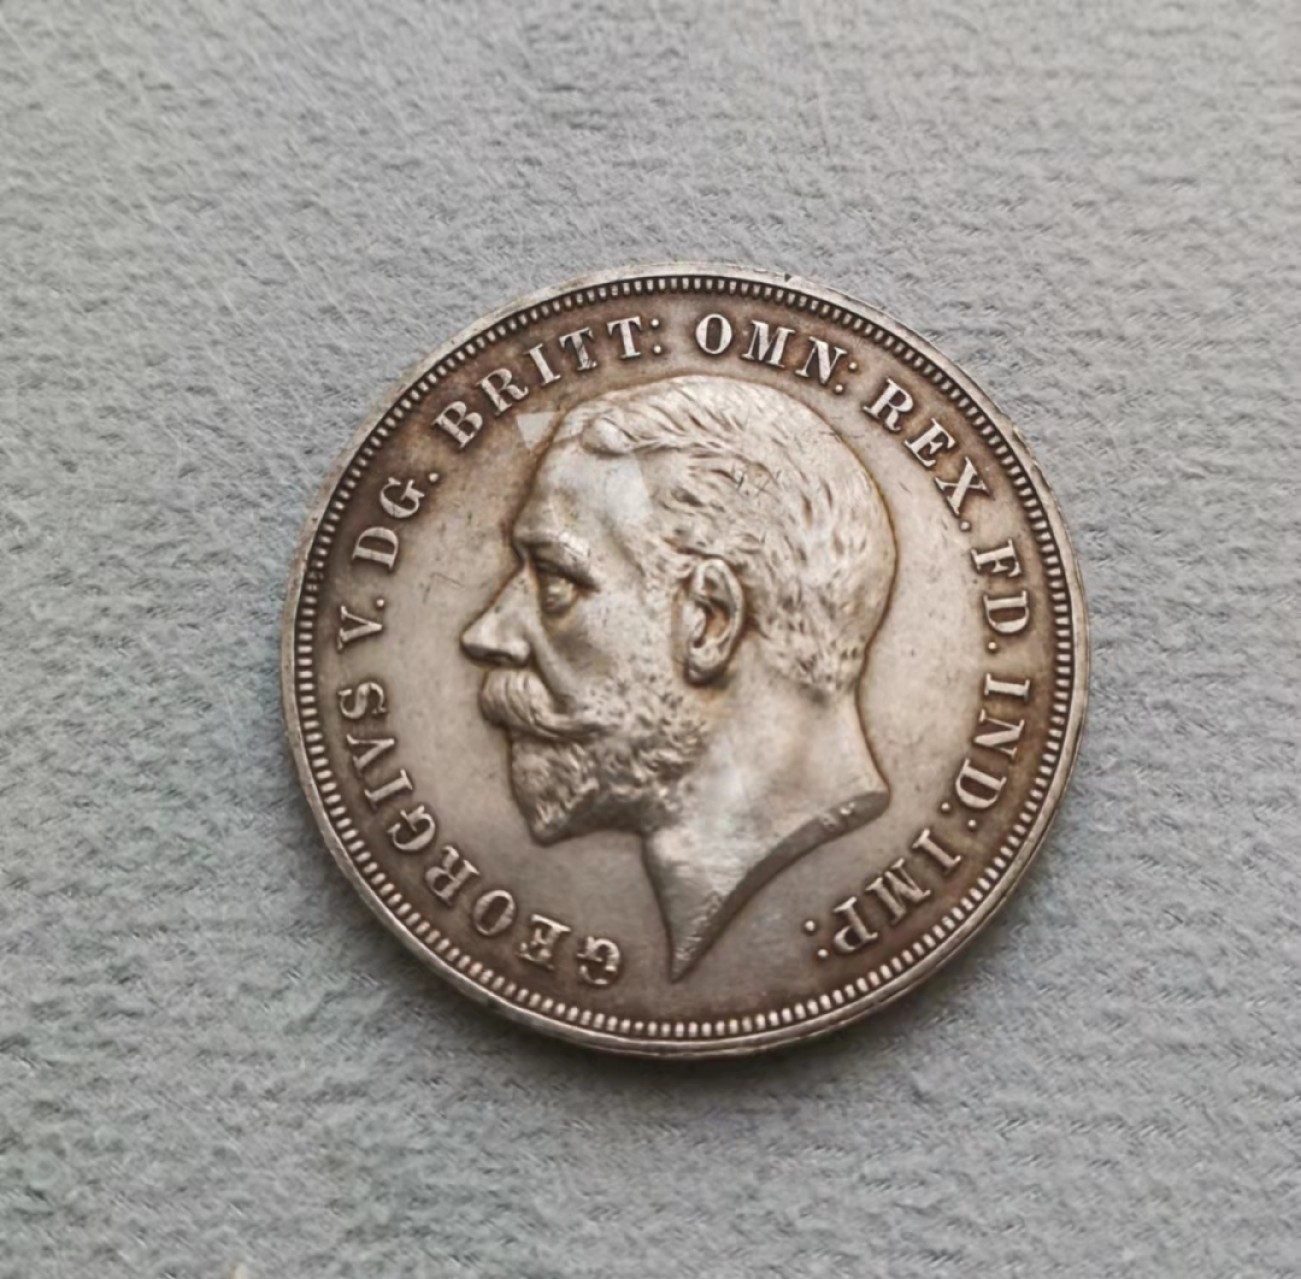 GEORGIVS V. DG. BRITT: OMN: REX. FD. IND: IMP: